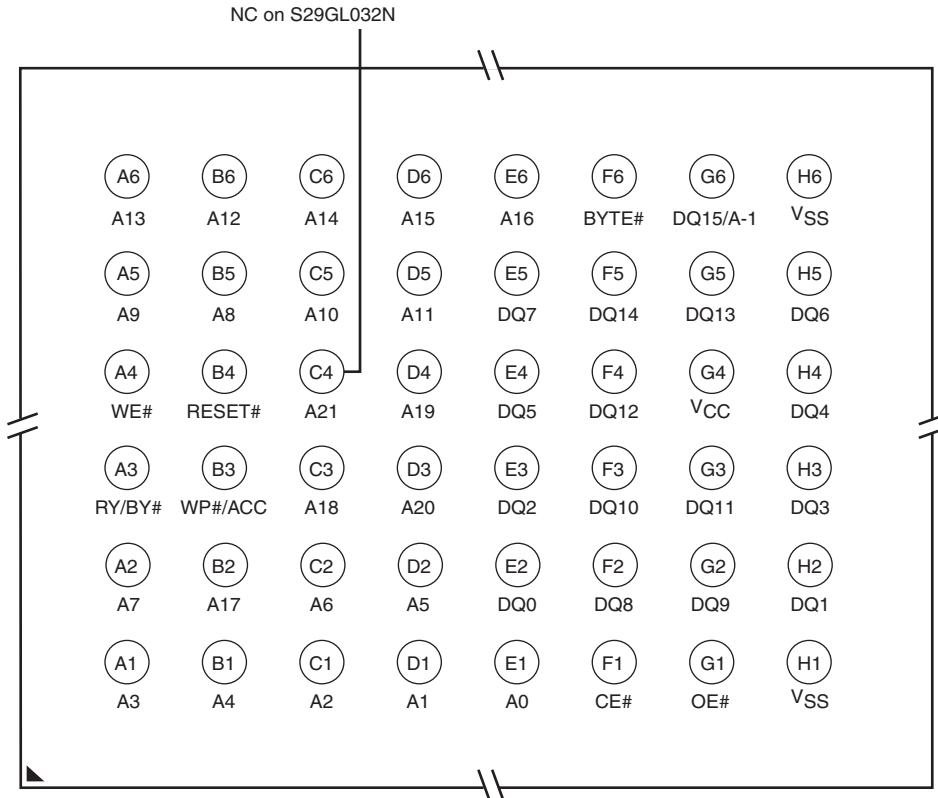 NC on S29GL032N
A6 B6 C6 D6 E6 F6 G6 H6
A13 A12 A14 A15 A16 BYTE# DQ15/A-1 VSS
A5 B5 C5 D5 E5 F5 G5 H5
A9 A8 A10 A11 DQ7 DQ14 DQ13 DQ6
A4 B4 C4 D4 E4 F4 G4 H4
WE# RESET# A21 A19 DQ5 DQ12 VCC DQ4
A3 B3 C3 D3 E3 F3 G3 H3
RY/BY# WP#/ACC A18 A20 DQ2 DQ10 DQ11 DQ3
A2 B2 C2 D2 E2 F2 G2 H2
A7 A17 A6 A5 DQ0 DQ8 DQ9 DQ1
A1 B1 C1 D1 E1 F1 G1 H1
A3 A4 A2 A1 A0 CE# OE# VSS